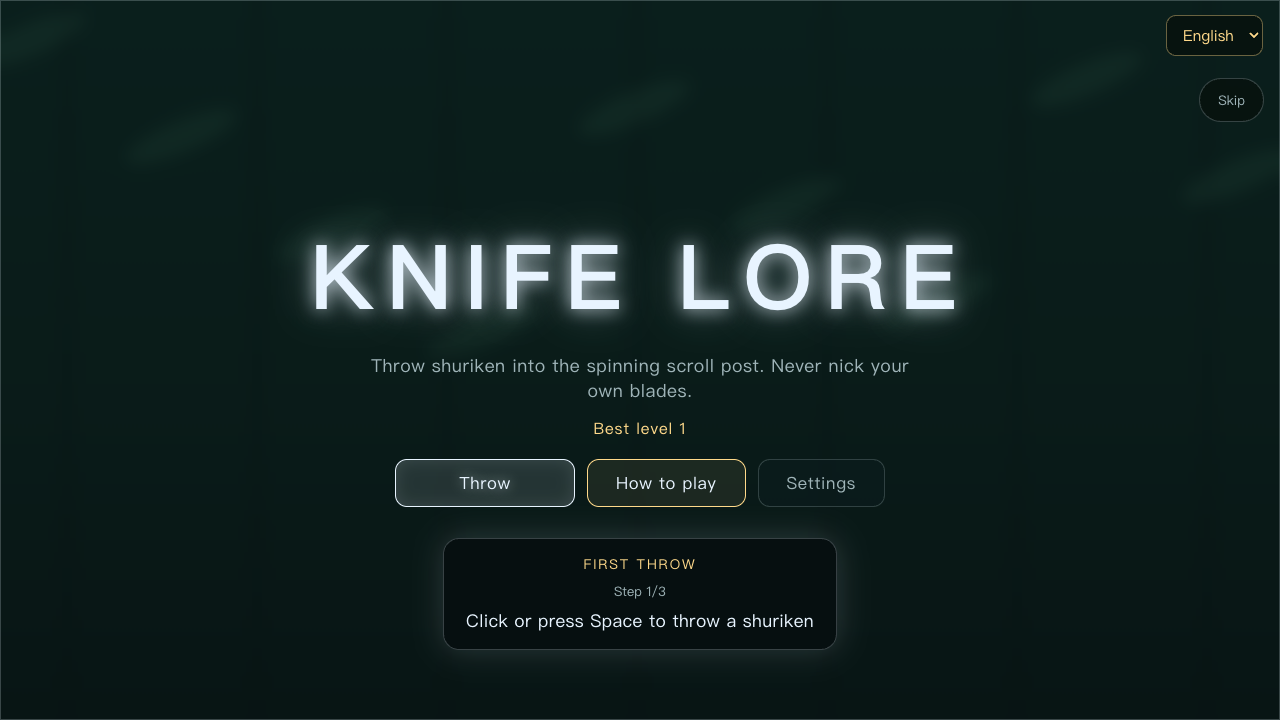 English
Skip
KNIFE LORE
Throw shuriken into the spinning scroll post. Never nick your
own blades.
Best level 1
Throw
How to play
Settings
FIRST THROW
Step 1/3
Click or press Space to throw a shuriken